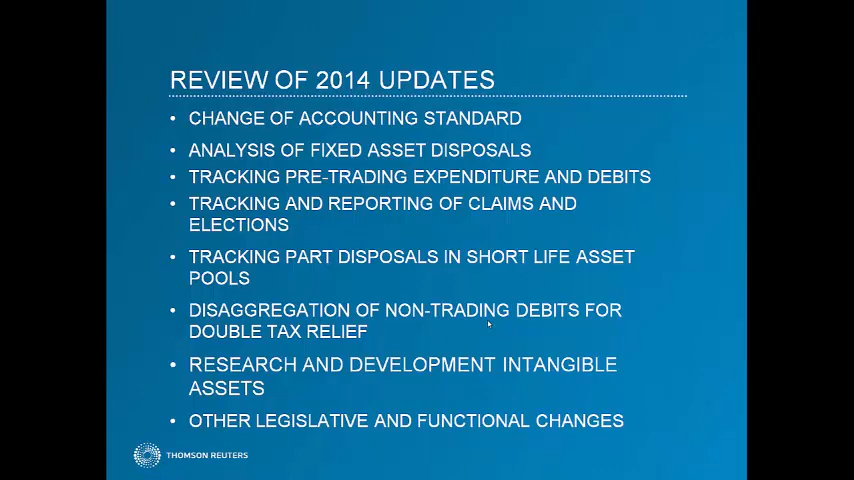 REVIEW OF 2014 UPDATES
• CHANGE OF ACCOUNTING STANDARD
• ANALYSIS OF FIXED ASSET DISPOSALS
• TRACKING PRE-TRADING EXPENDITURE AND DEBITS
• TRACKING AND REPORTING OF CLAIMS AND
ELECTIONS
• TRACKING PART DISPOSALS IN SHORT LIFE ASSET
POOLS
• DISAGGREGATION OF NON-TRADING DEBITS FOR
DOUBLE TAX RELIEF
• RESEARCH AND DEVELOPMENT INTANGIBLE
ASSETS
• OTHER LEGISLATIVE AND FUNCTIONAL CHANGES
THOMSON REUTERS